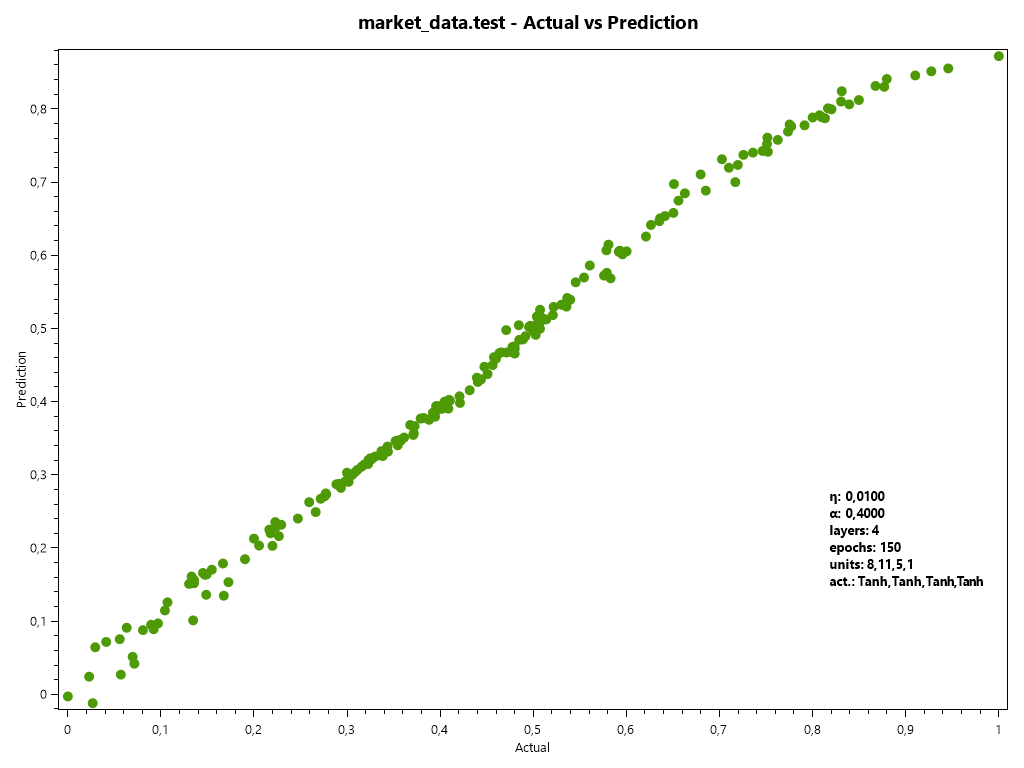 market_data.test - Actual vs Prediction
0,8
0,7
0,6
0,5
0,4
0,3
0,2
0,1
0
Prediction
η: 0,0100
α: 0,4000
layers: 4
epochs: 150
units: 8,11,5,1
act.: Tanh,Tanh,Tanh,Tanh
0 0,1 0,2 0,3 0,4 0,5 0,6 0,7 0,8 0,9 1
Actual